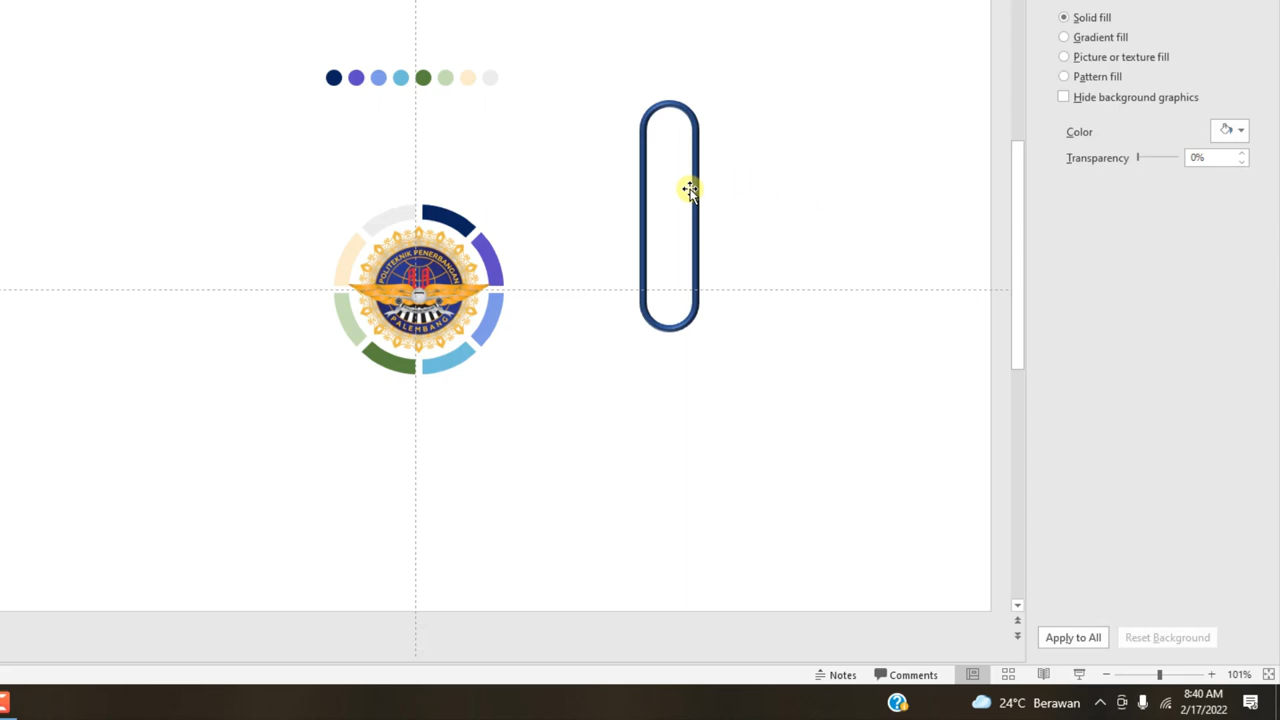 Solid fill
Gradient fill
Picture or texture fill
Pattern fill
Hide background graphics
Color
Transparency
0%
POLITEKNIK PENERBANGAN
PALEMBANG
Apply to All
Reset Background
Notes
Comments
101%
24°C Berawan
8:40 AM
2/17/2022